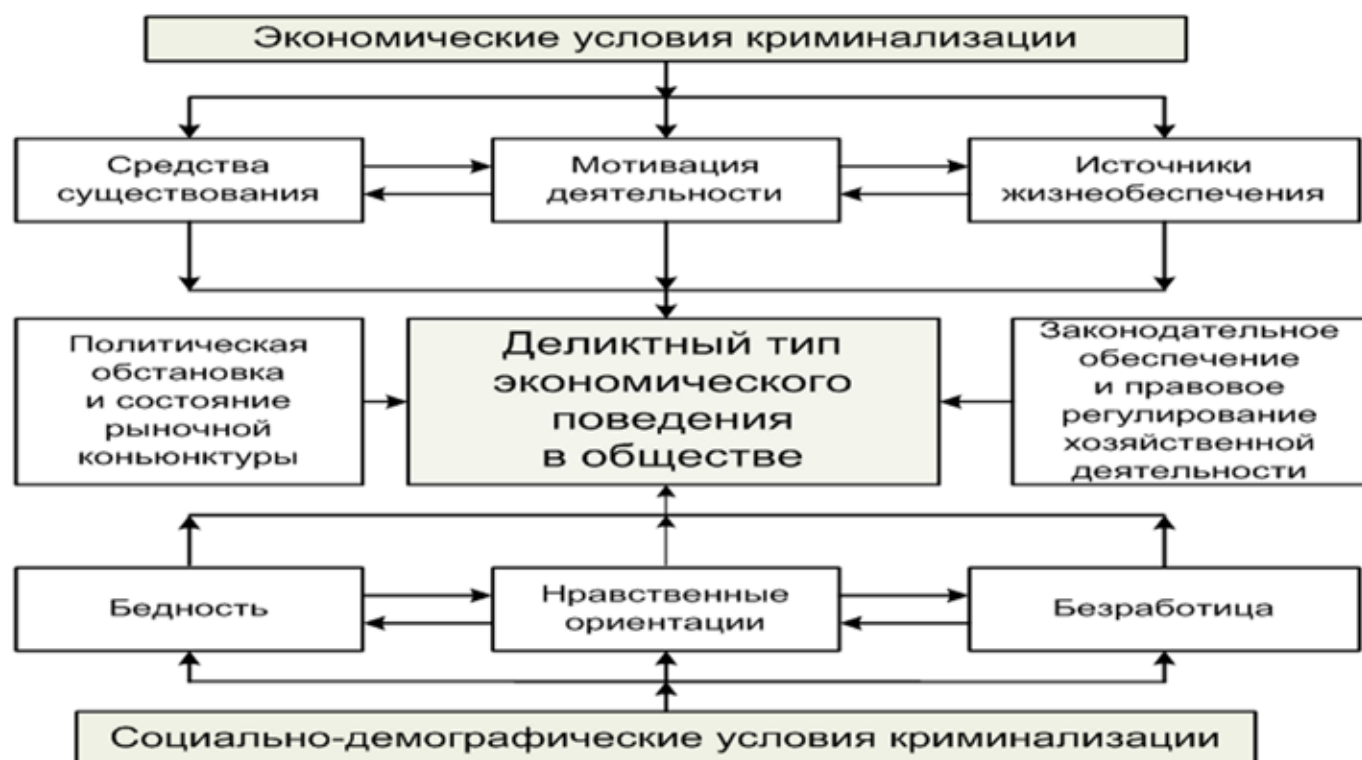 Экономические условия криминализации
Средства
существования
Мотивация
деятельности
Источники
жизнеобеспечения
Политическая
обстановка
и состояние
рыночной
коньюнктуры
Деликтный тип
экономического
поведения
в обществе
Законодательное
обеспечение
и правовое
регулирование
хозяйственной
деятельности
Бедность
Нравственные
ориентации
Безработица
Социально-демографические условия криминализации